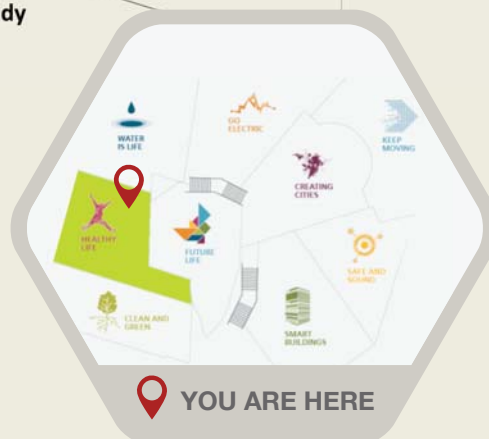 dy
WATER
IS LIFE
GO
ELECTRIC
KEEP
MOVING
CREATING
CITIES
HEALTHY
LIFE
FUTURE
LIFE
SAFE AND
SOUND
CLEAN AND
GREEN
SMART
BUILDINGS
YOU ARE HERE